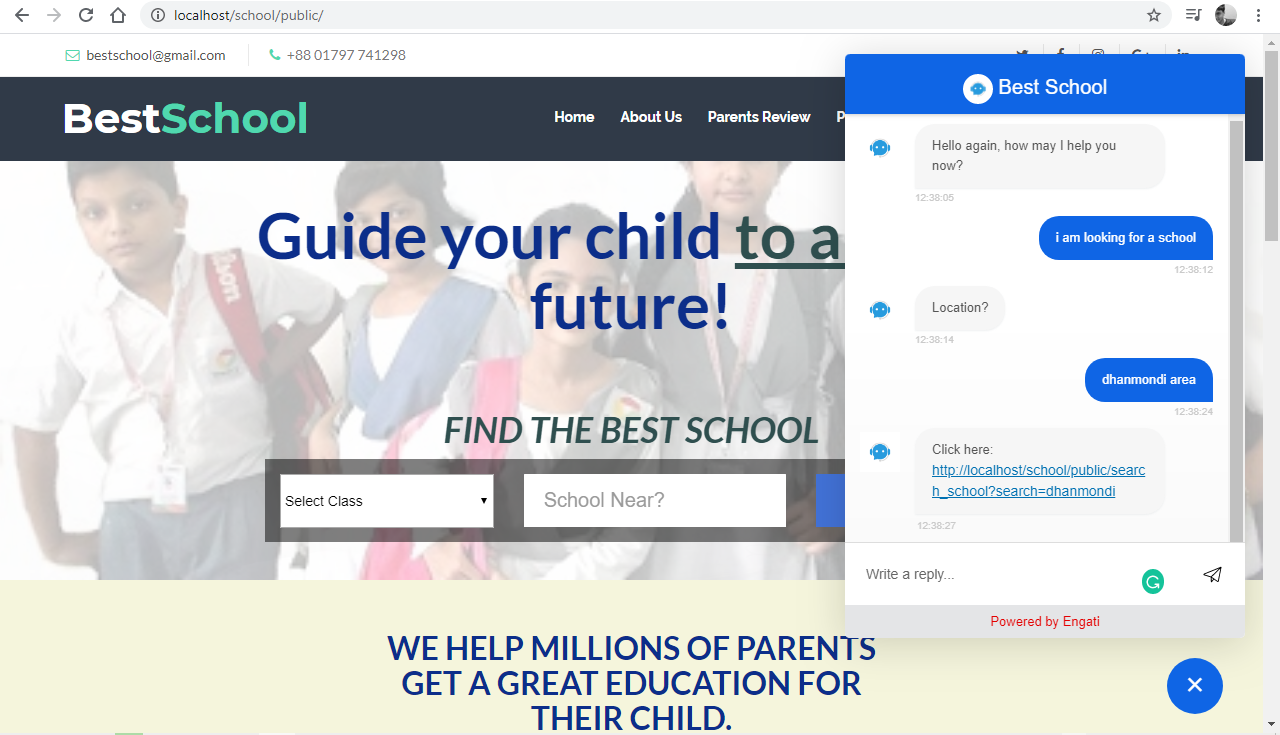 localhost/school/public/
bestschool@gmail.com
+88 01797 741298
BestSchool
Home
About Us
Parents Review
P
Guide your child to a
future!
FIND THE BEST SCHOOL
Select Class
School Near?
WE HELP MILLIONS OF PARENTS
GET A GREAT EDUCATION FOR
THEIR CHILD.
Best School
Hello again, how may I help you
now?
12:38:05
i am looking for a school
12:38:12
Location?
12:38:14
dhanmondi area
12:38:24
Click here:
http://localhost/school/public/searc
h_school?search=dhanmondi
12:38:27
Write a reply...
Powered by Engati